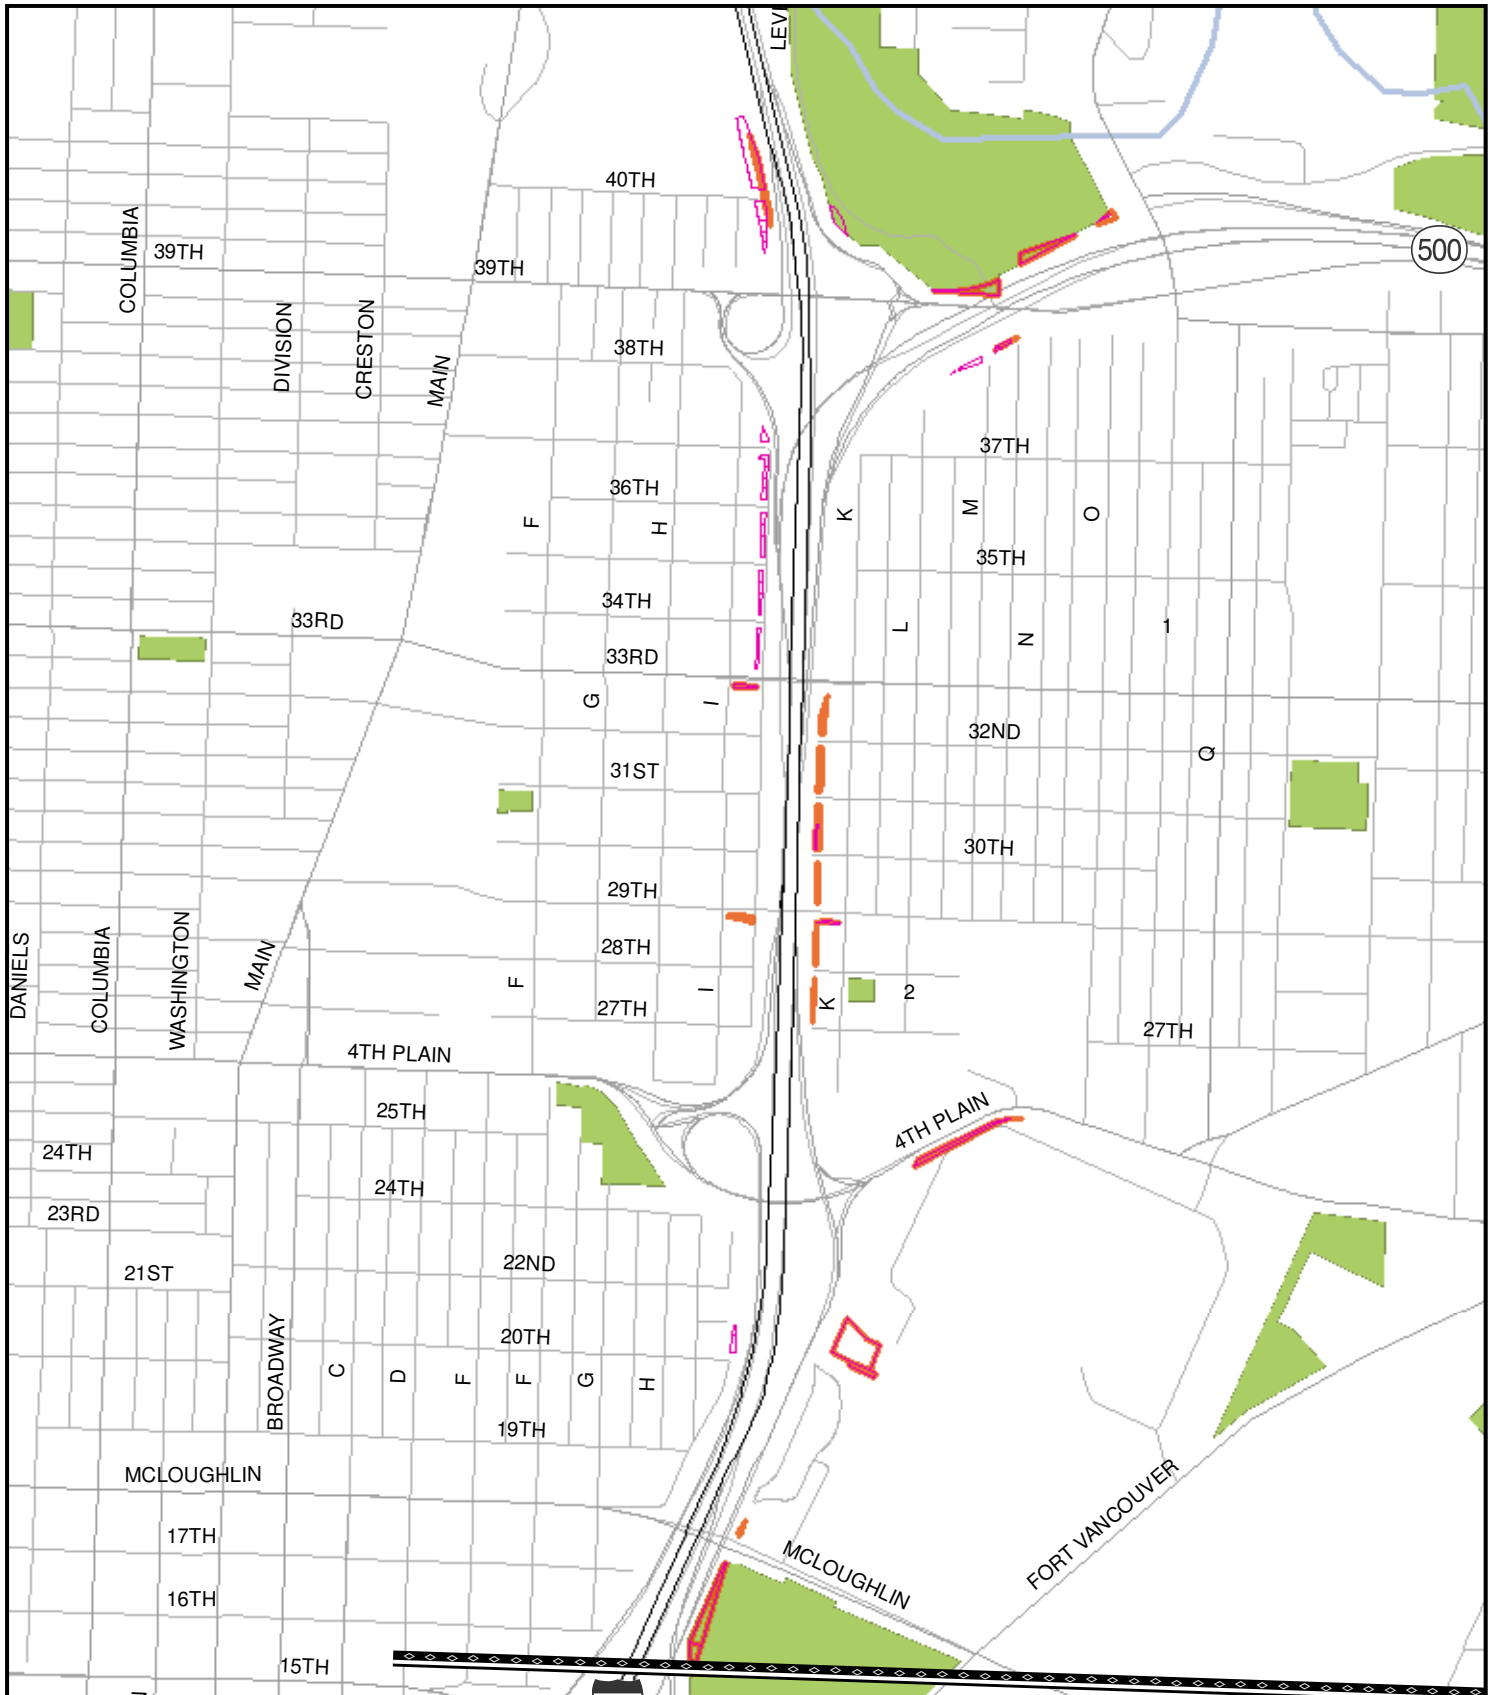 LEVI
40TH
COLUMBIA
39TH
39TH
500
DIVISION
CRESTON
MAIN
38TH
37TH
36TH
F
H
K
M
O
35TH
34TH
33RD
L
N
1
33RD
G
I
32ND
Q
31ST
30TH
29TH
DANIELS
COLUMBIA
WASHINGTON
MAIN
28TH
F
I
K
2
27TH
27TH
4TH PLAIN
25TH
4TH PLAIN
24TH
24TH
23RD
22ND
21ST
20TH
BROADWAY
C
D
F
F
G
H
19TH
MCLOUGHLIN
17TH
MCLOUGHLIN
FORT VANCOUVER
16TH
15TH